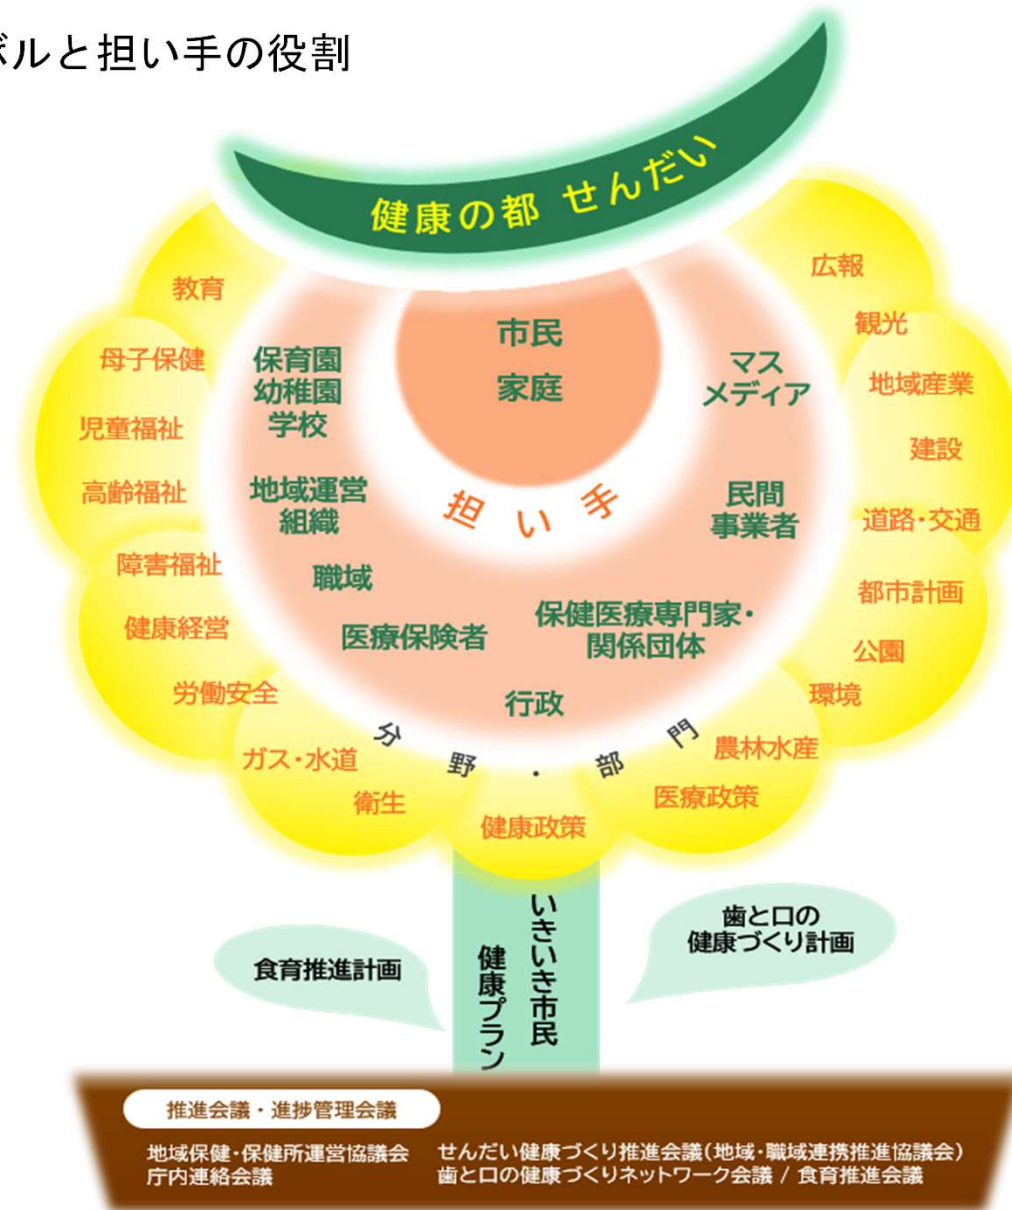 ボルと担い手の役割
健康の都 せんだい
市民
家庭
担い手
保育園
幼稚園
学校
地域運営
組織
職域
医療保険者
行政
保健医療専門家・
関係団体
民間
事業者
マス
メディア
分野・部門
教育
母子保健
児童福祉
高齢福祉
障害福祉
健康経営
労働安全
ガス・水道
衛生
健康政策
医療政策
農林水産
環境
公園
都市計画
道路・交通
建設
地域産業
観光
広報
いきいき市民
健康プラン
食育推進計画
歯と口の
健康づくり計画
推進会議・進捗管理会議
地域保健・保健所運営協議会
庁内連絡会議
せんだい健康づくり推進会議(地域・職域連携推進協議会)
歯と口の健康づくりネットワーク会議 / 食育推進会議